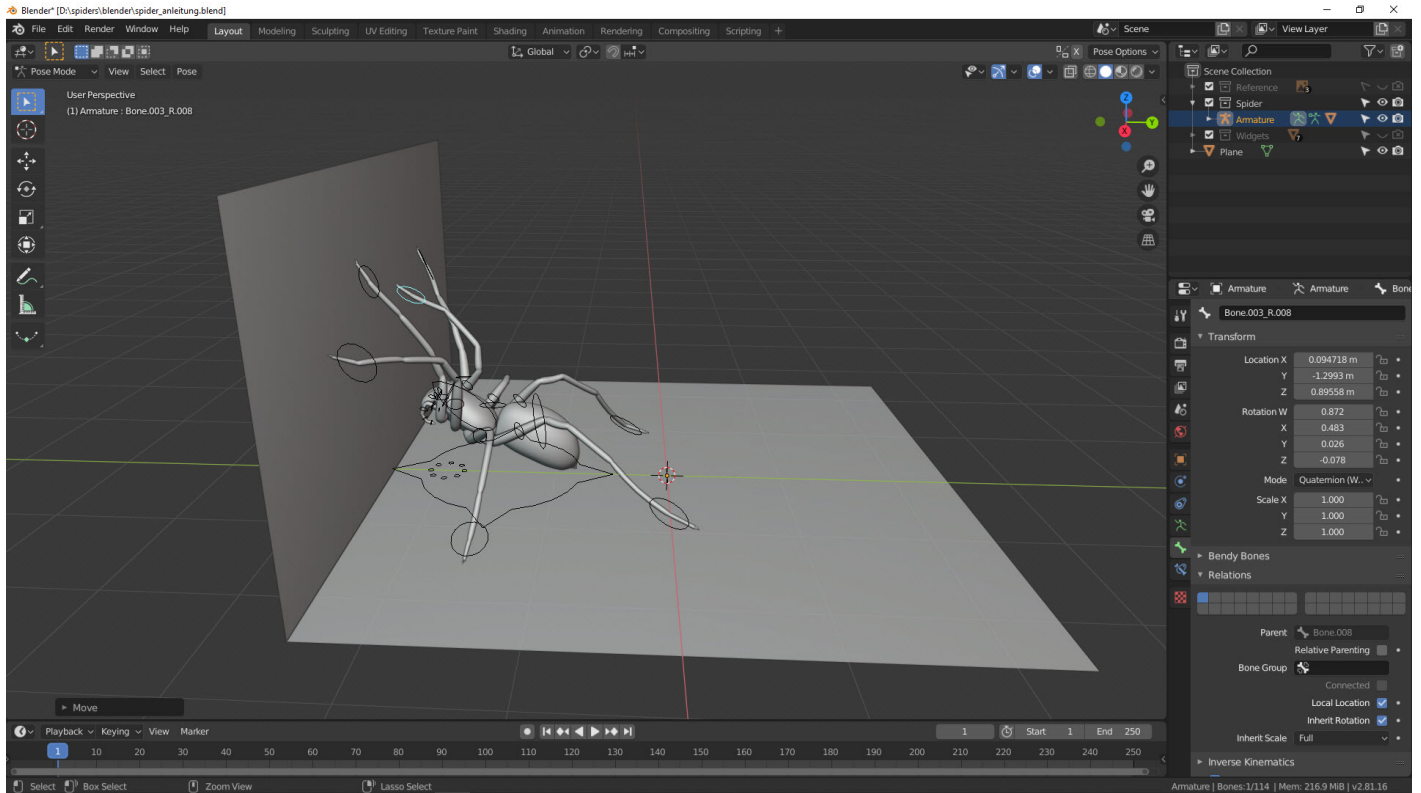 Blender* [D:\spiders\blender\spider_anleitung.blend]
File Edit Render Window Help Layout Modeling Sculpting UV Editing Texture Paint Shading Animation Rendering Compositing Scripting + Scene View Layer
Global X Pose Options
Pose Mode View Select Pose
User Perspective
(1) Armature : Bone.003_R.008
Z
Y
X
Scene Collection
Reference 3
Spider
Armature
Widgets 7
Plane
Armature Armature Bone
Bone.003_R.008
Transform
Location X 0.094718 m
Y -1.2993 m
Z 0.89558 m
Rotation W 0.872
X 0.483
Y 0.026
Z -0.078
Mode Quaternion (W..
Scale X 1.000
Y 1.000
Z 1.000
Bendy Bones
Relations
Parent Bone.008
Relative Parenting
Bone Group
Connected
Local Location
Inherit Rotation
Inherit Scale Full
Inverse Kinematics
Move
Playback Keying View Marker 1 Start 1 End 250
1 10 20 30 40 50 60 70 80 90 100 110 120 130 140 150 160 170 180 190 200 210 220 230 240 250
Select Box Select Zoom View Lasso Select Armature | Bones:1/114 | Mem: 216.9 MiB | v2.81.16